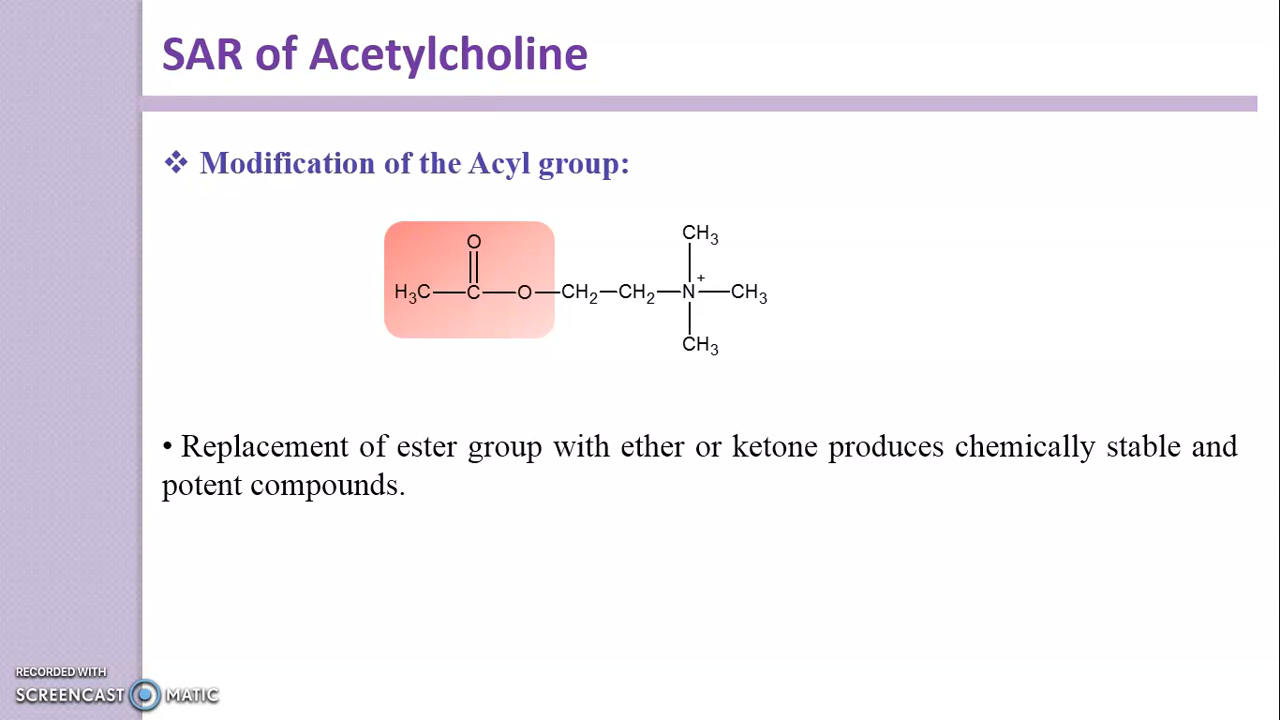 SAR of Acetylcholine
❖ Modification of the Acyl group:
CH3
O
+
H3C—C—O—CH2—CH2—N—CH3
CH3
• Replacement of ester group with ether or ketone produces chemically stable and
potent compounds.
RECORDED WITH
SCREENCAST MATIC